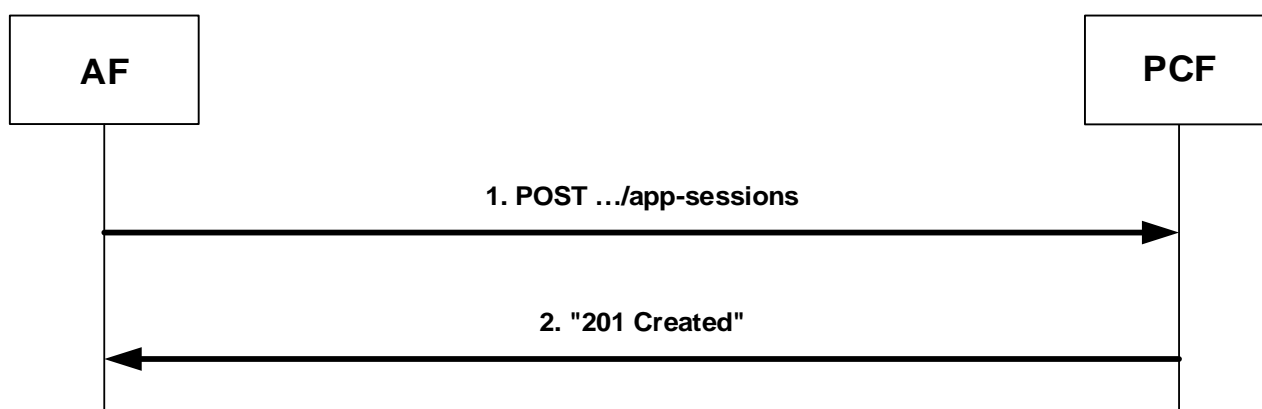 AF
PCF
1. POST …/app-sessions
2. "201 Created"